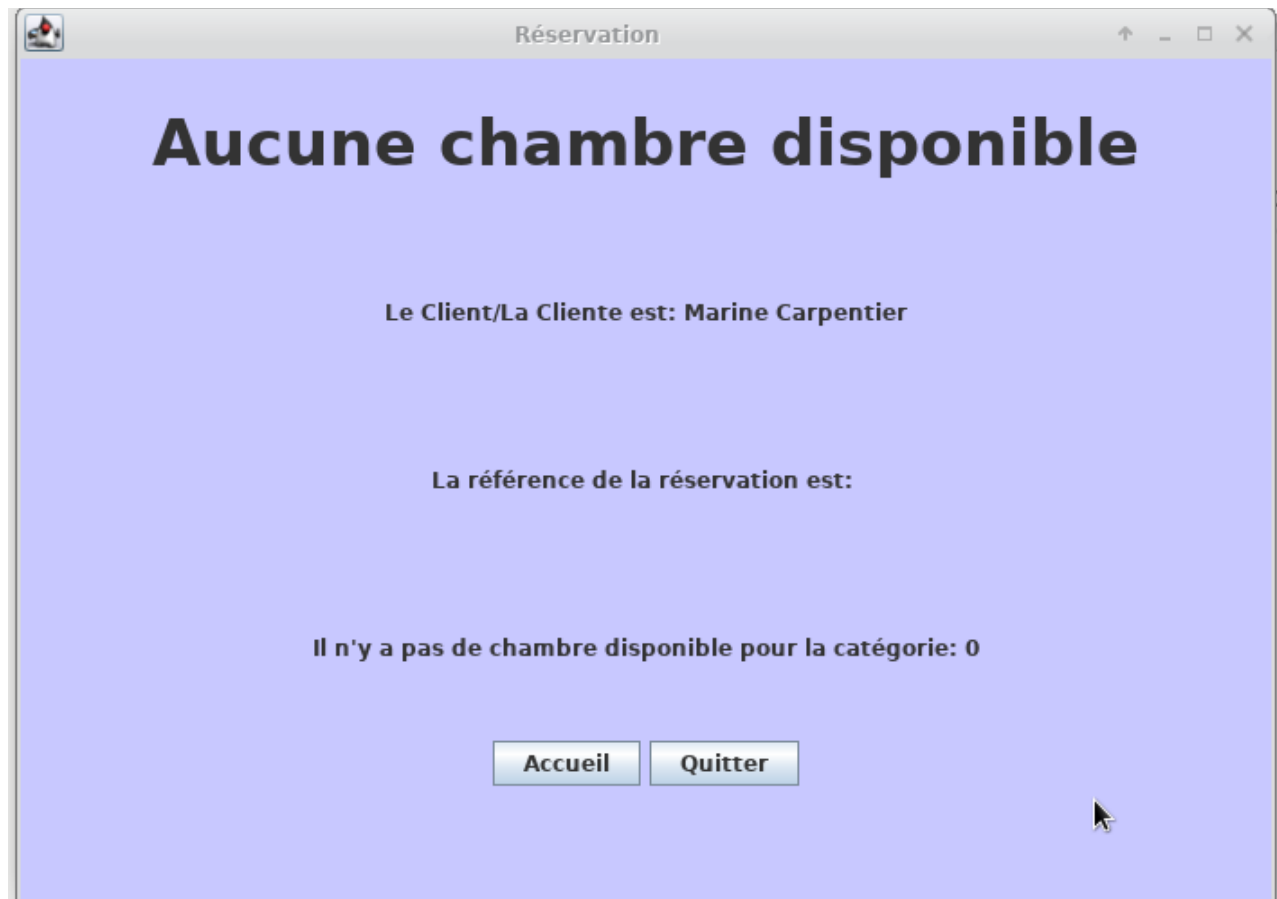 Réservation
Aucune chambre disponible
Le Client/La Cliente est: Marine Carpentier
La référence de la réservation est:
Il n'y a pas de chambre disponible pour la catégorie: 0
Accueil Quitter